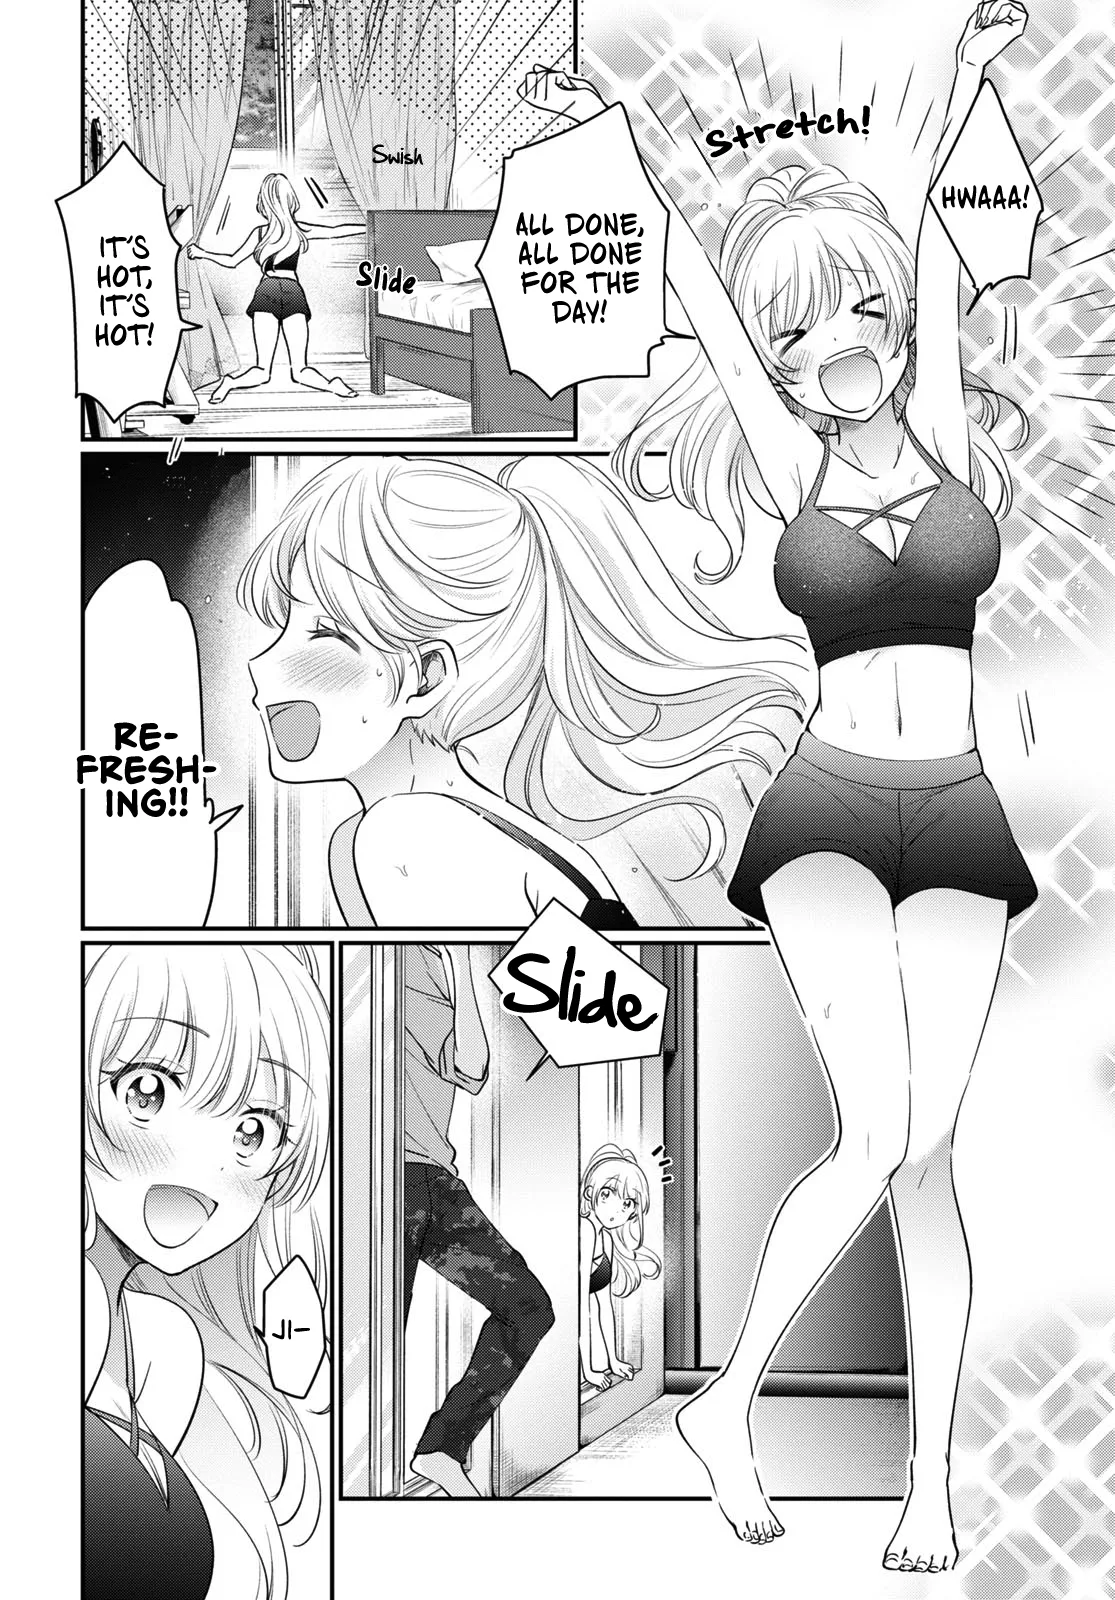 HWAAA!
Stretch!
ALL DONE,
ALL DONE
FOR THE
DAY!
Swish
Slide
IT'S
HOT,
IT'S
HOT!
RE-
FRESH-
ING!!
Slide
JI-